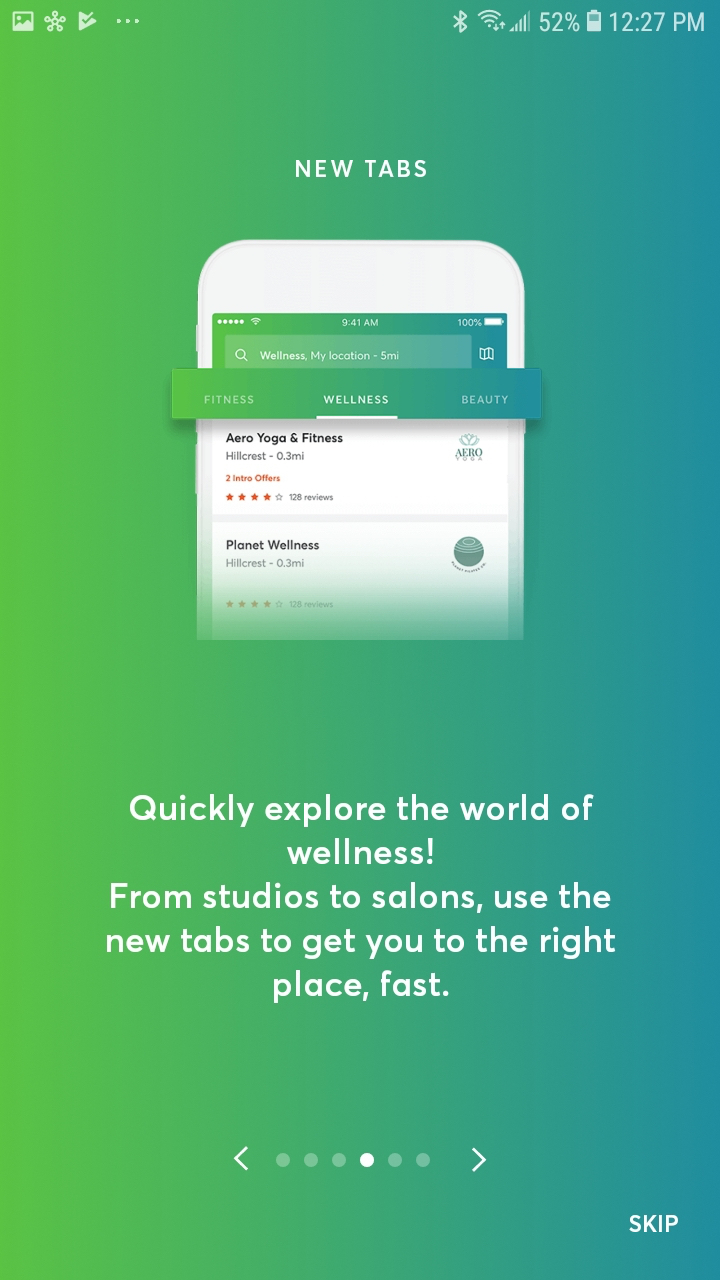 52% 12:27 PM
NEW TABS
9:41 AM 100%
Wellness, My location - 5mi
FITNESS WELLNESS BEAUTY
Aero Yoga & Fitness
Hillcrest - 0.3mi
AERO
YOGA
2 Intro Offers
128 reviews
Planet Wellness
Hillcrest - 0.3mi
128 reviews
Quickly explore the world of
wellness!
From studios to salons, use the
new tabs to get you to the right
place, fast.
SKIP